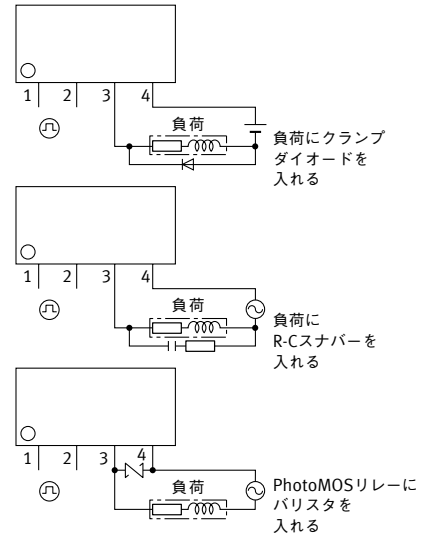 1 2 3 4
負荷
負荷にクランプ
ダイオードを
入れる
1 2 3 4
負荷
負荷に
R-Cスナバーを
入れる
1 2 3 4
負荷
PhotoMOSリレーに
バリスタを
入れる